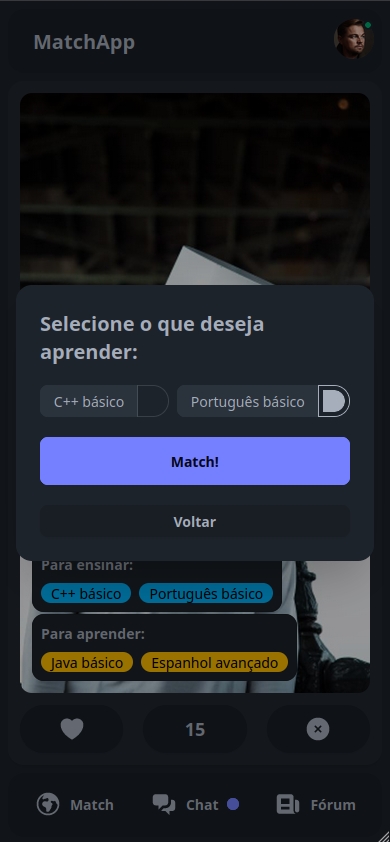 MatchApp
Selecione o que deseja
aprender:
C++ básico Português básico
Match!
Voltar
Para ensinar:
C++ básico Português básico
Para aprender:
Java básico Espanhol avançado
15
Match Chat Fórum